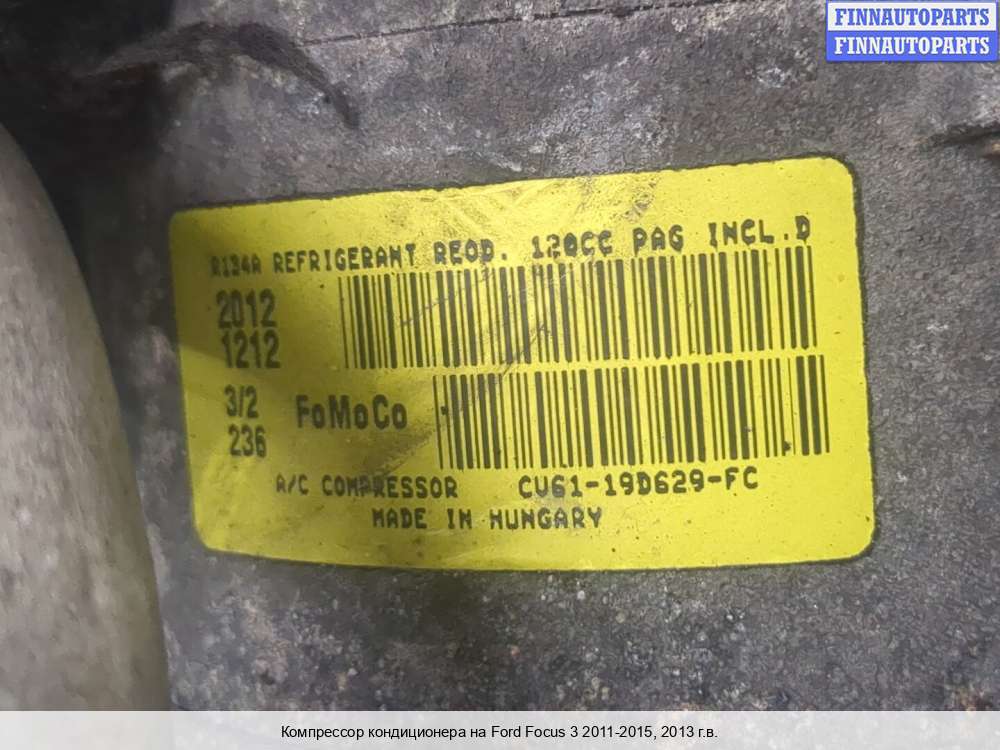 FINNAUTOPARTS
FINNAUTOPARTS
R134A REFRIGERANT REQD. 120CC PAG INCL.D
2012
1212
3/2 FoMoCo
236
A/C COMPRESSOR CV61-19D629-FC
MADE IN HUNGARY
Компрессор кондиционера на Ford Focus 3 2011-2015, 2013 г.в.